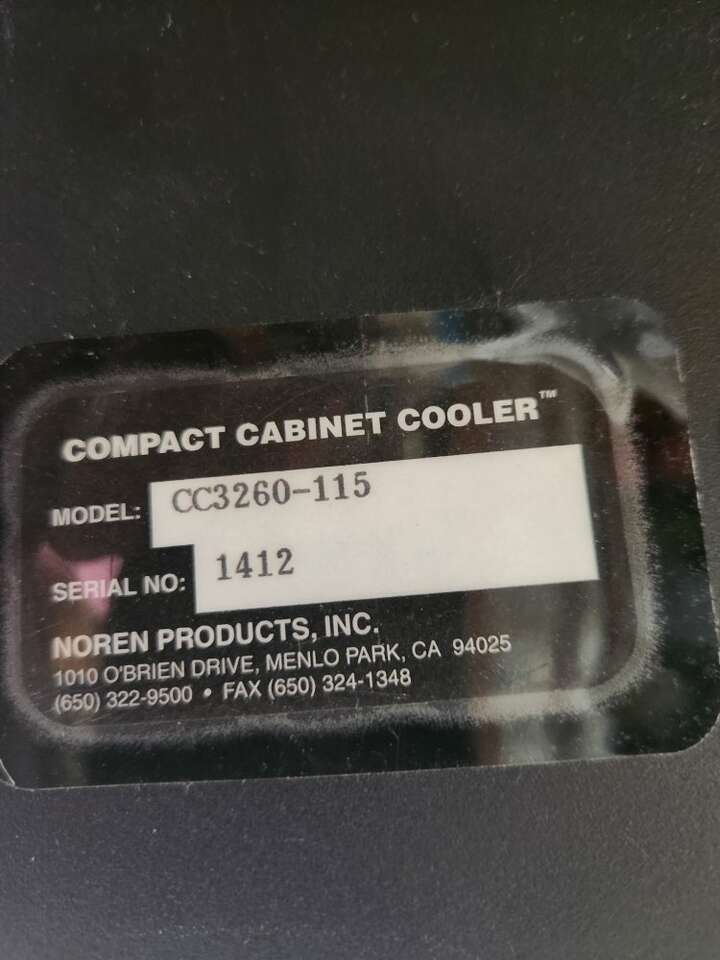 COMPACT CABINET COOLER™
MODEL: CC3260-115
SERIAL NO: 1412
NOREN PRODUCTS, INC.
1010 O'BRIEN DRIVE, MENLO PARK, CA 94025
(650) 322-9500 • FAX (650) 324-1348